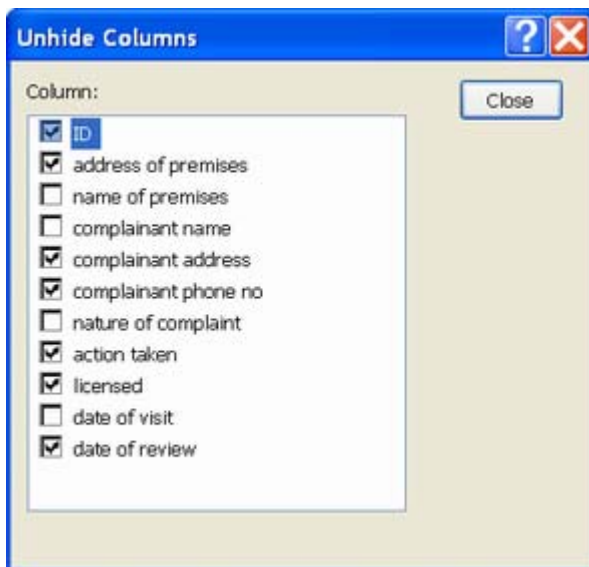 Unhide Columns
Column:
Close
ID
address of premises
name of premises
complainant name
complainant address
complainant phone no
nature of complaint
action taken
licensed
date of visit
date of review